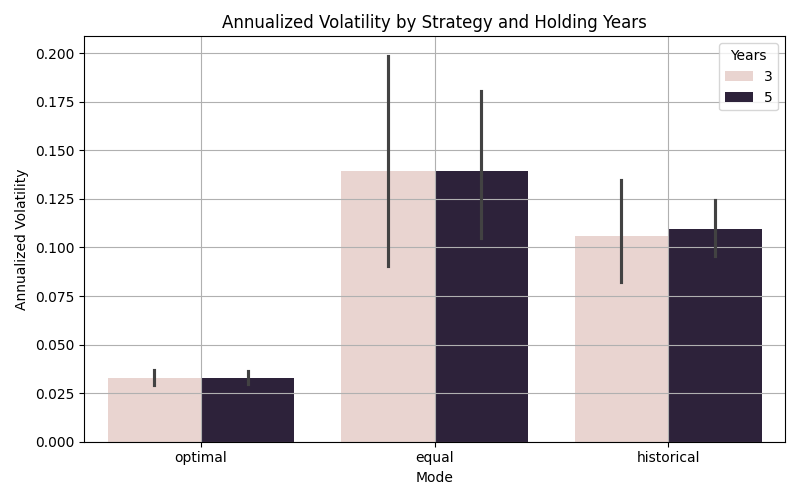 Annualized Volatility by Strategy and Holding Years
Years
3
5
0.200
0.175
0.150
0.125
0.100
0.075
0.050
0.025
0.000
Annualized Volatility
optimal
equal
historical
Mode